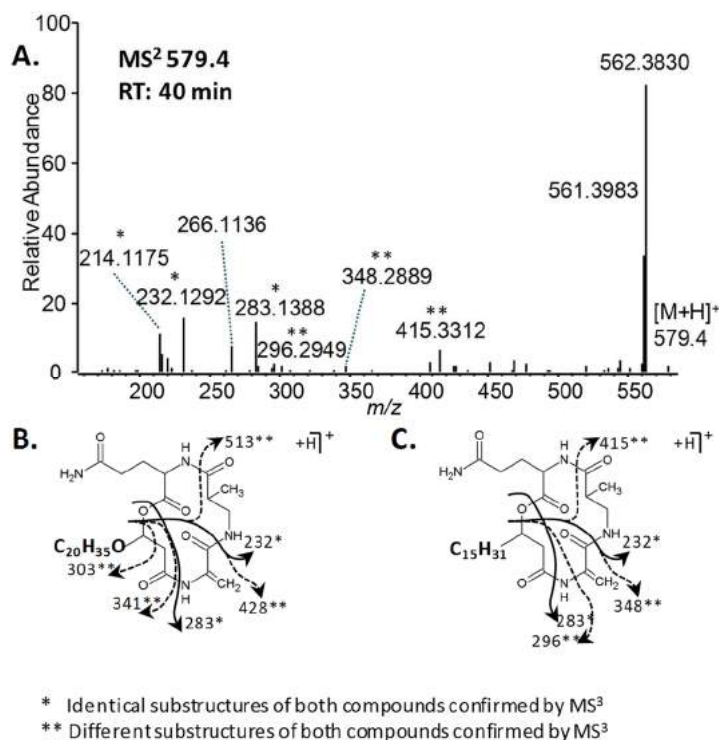 A.
MS² 579.4
RT: 40 min
Relative Abundance
100
80
60
40
20
0
200 250 300 350 400 450 500 550
m/z
562.3830
561.3983
[M+H]⁺
579.4
*
214.1175
*
232.1292
266.1136
*
283.1388
**
296.2949
**
348.2889
**
415.3312
B.
513**
+H]⁺
O
H
N
O
H₂N
CH₃
O
O
O
NH
C₂₀H₃₅O
232*
303**
O
N
H
CH₂
341**
428**
283*
C.
415**
+H]⁺
O
H
N
O
H₂N
CH₃
O
O
O
NH
C₁₅H₃₁
232*
O
N
H
CH₂
348**
283*
296**
* Identical substructures of both compounds confirmed by MS³
** Different substructures of both compounds confirmed by MS³